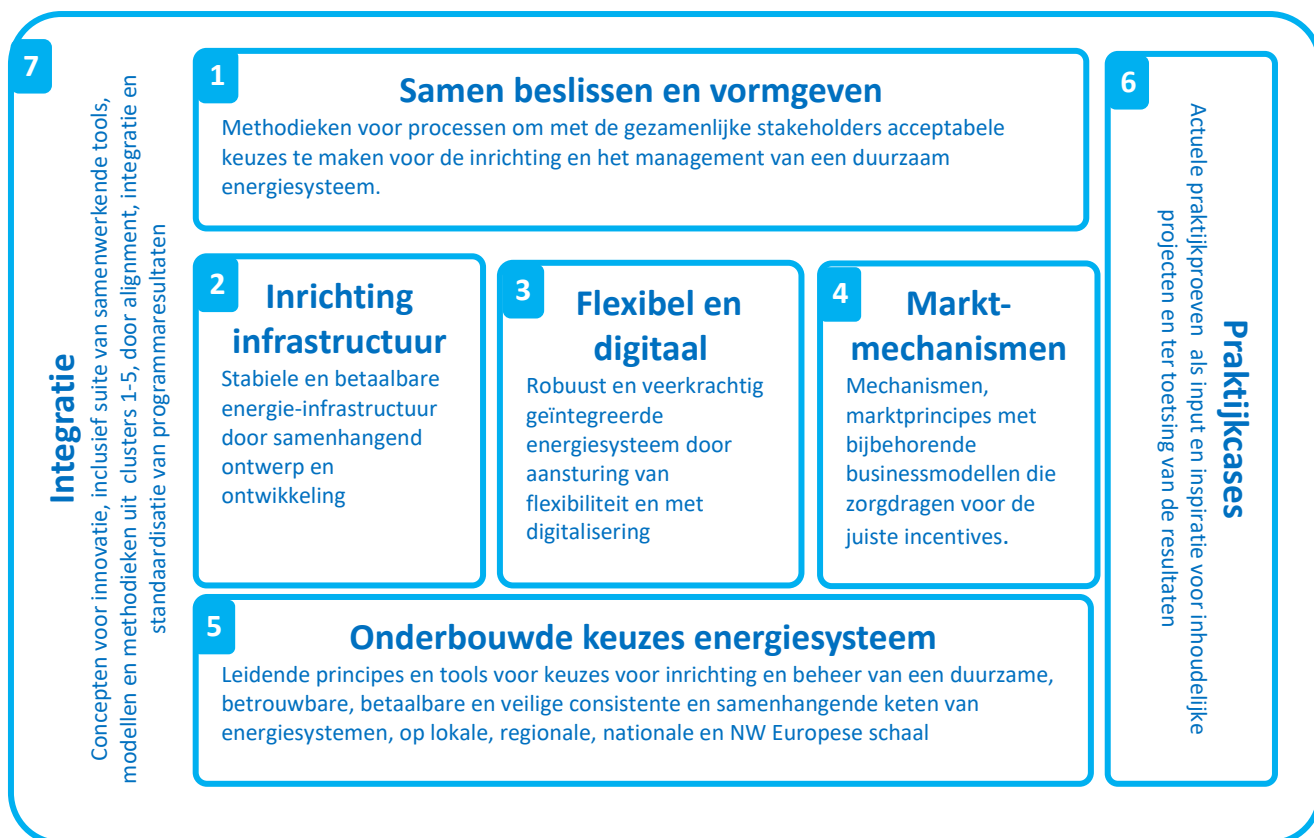 7
Integratie
Concepten voor innovatie, inclusief suite van samenwerkende tools,
modellen en methodieken uit clusters 1-5, door alignment, integratie en
standaardisatie van programmaresultaten
1
Samen beslissen en vormgeven
Methodieken voor processen om met de gezamenlijke stakeholders acceptabele
keuzes te maken voor de inrichting en het management van een duurzaam
energiesysteem.
2
Inrichting
infrastructuur
Stabiele en betaalbare
energie-infrastructuur
door samenhangend
ontwerp en
ontwikkeling
3
Flexibel en
digitaal
Robuust en veerkrachtig
geïntegreerde
energiesysteem door
aansturing van
flexibiliteit en met
digitalisering
4
Markt-
mechanismen
Mechanismen,
marktprincipes met
bijbehorende
businessmodellen die
zorgdragen voor de
juiste incentives.
5
Onderbouwde keuzes energiesysteem
Leidende principes en tools voor keuzes voor inrichting en beheer van een duurzame,
betrouwbare, betaalbare en veilige consistente en samenhangende keten van
energiesystemen, op lokale, regionale, nationale en NW Europese schaal
6
Praktijkcases
Actuele praktijkproeven als input en inspiratie voor inhoudelijke
projecten en ter toetsing van de resultaten